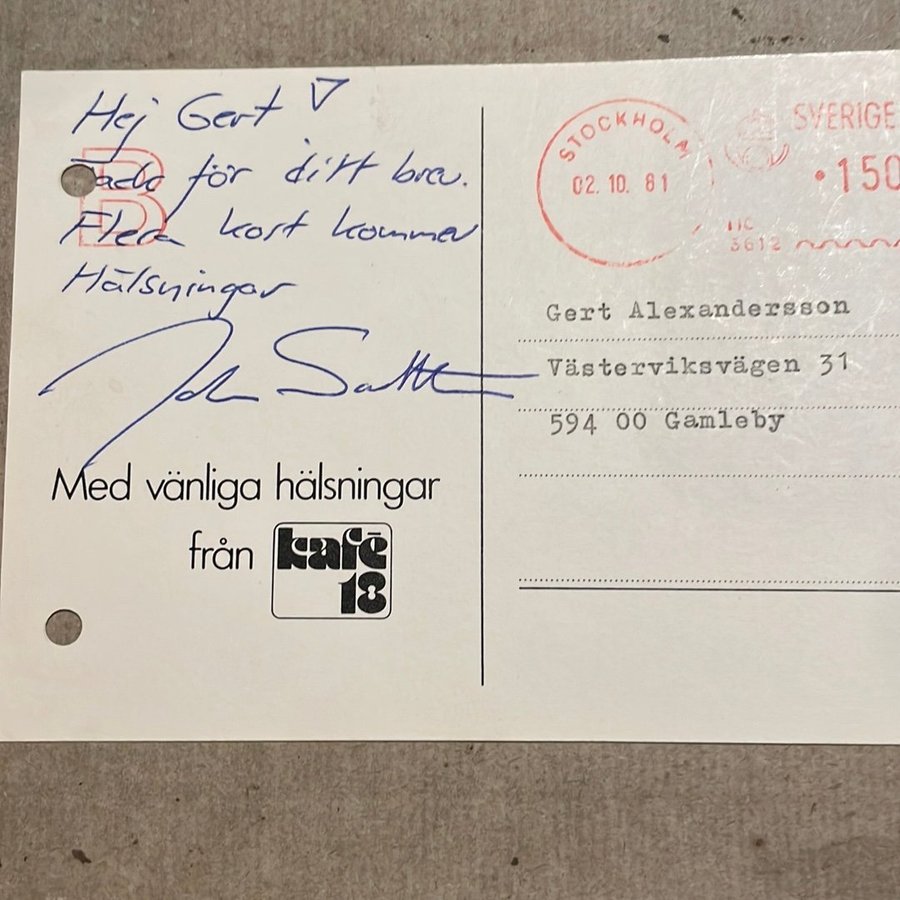 Hej Gert
Tack för ditt brev.
Flera kort kommer
Hälsningar
John
Med vänliga hälsningar
från kafé
18
B
STOCKHOLM
02. 10. 81
SVERIGE
150
3612
Gert Alexandersson
Västerviksvägen 31
594 00 Gamleby